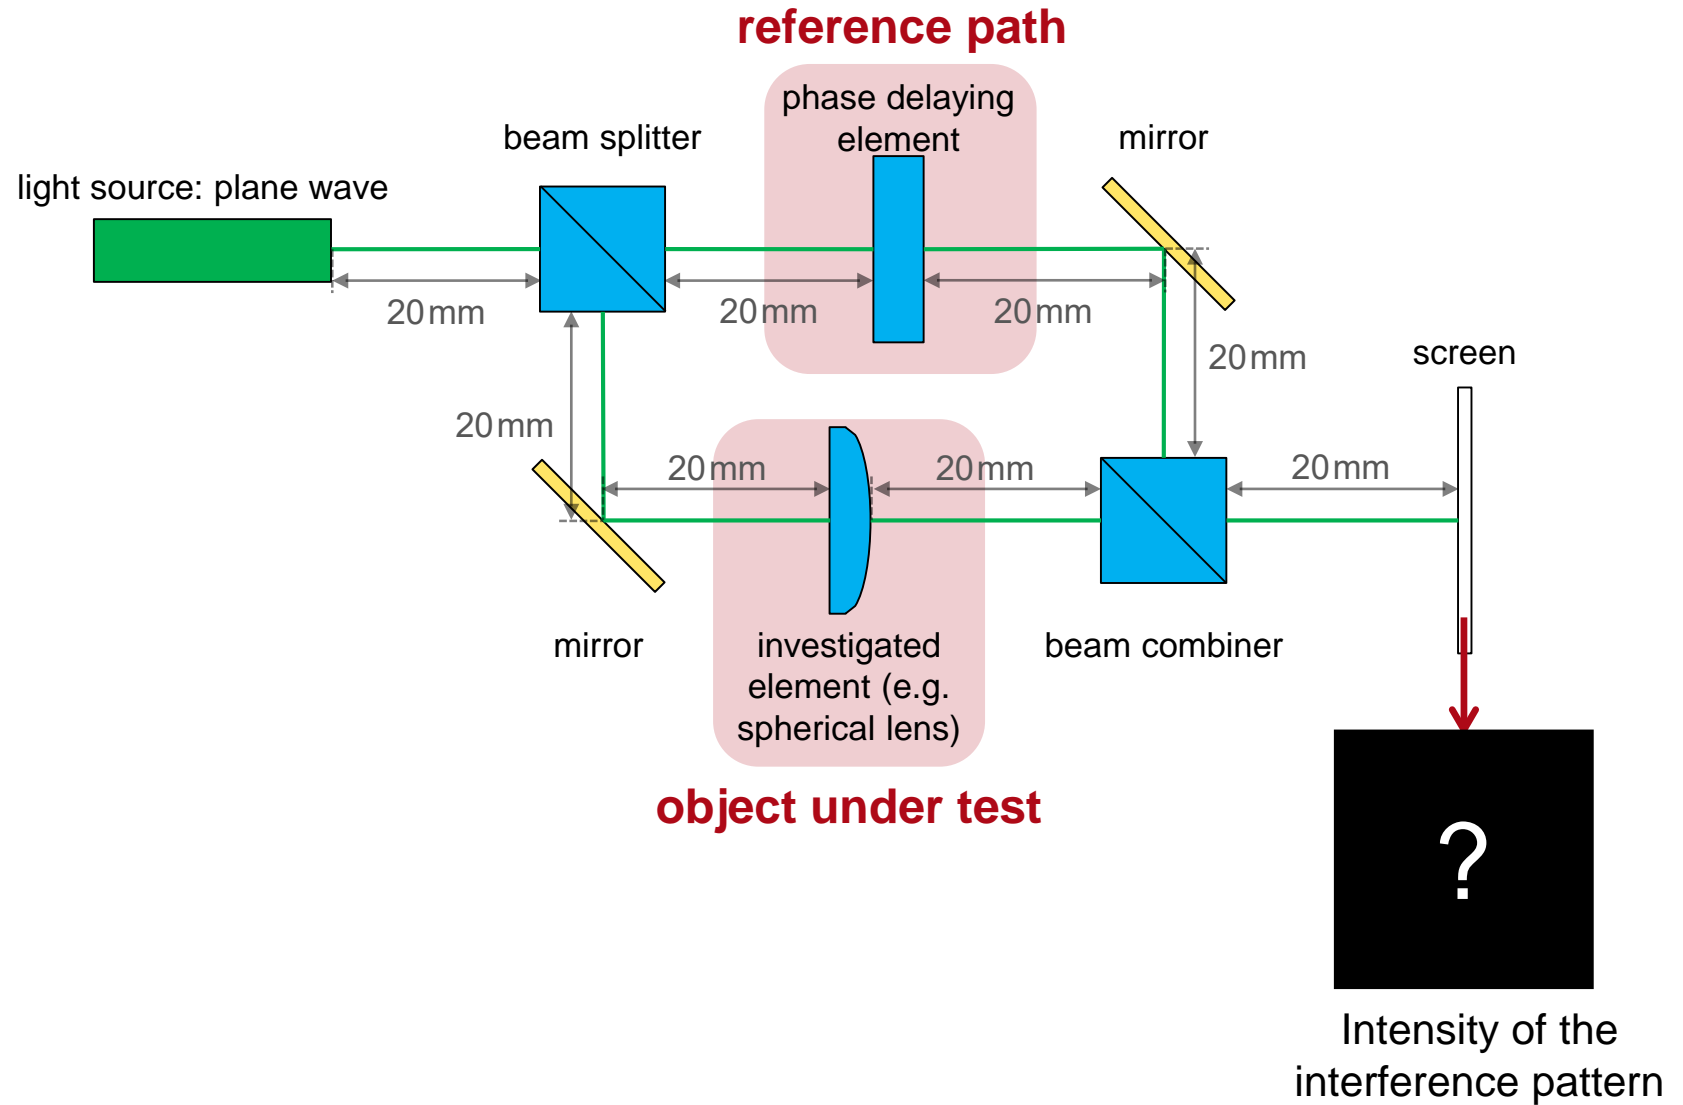 reference path
phase delaying
element
beam splitter
mirror
light source: plane wave
20mm
20mm
20mm
20mm
screen
20mm
20mm
20mm
20mm
mirror
investigated
element (e.g.
spherical lens)
beam combiner
object under test
?
Intensity of the
interference pattern